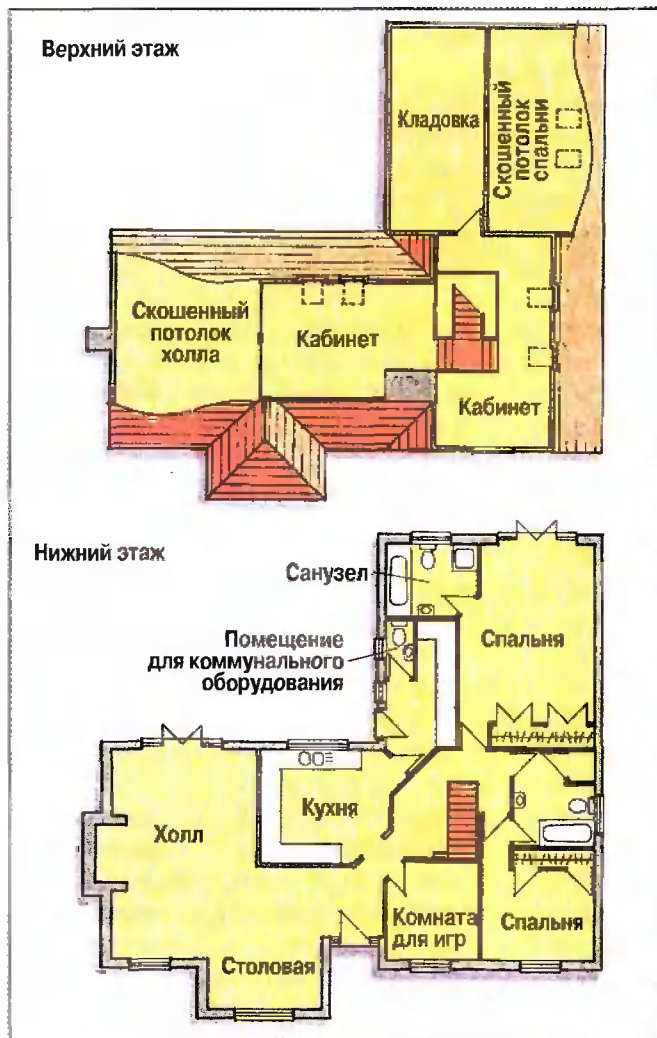 Верхний этаж
Кладовка
Скошенный
потолок
спальни
Скошенный
потолок
холла
Кабинет
Кабинет
Нижний этаж
Санузел
Помещение
для коммунального
оборудования
Спальня
Холл
Кухня
Комната
для игр
Спальня
Столовая